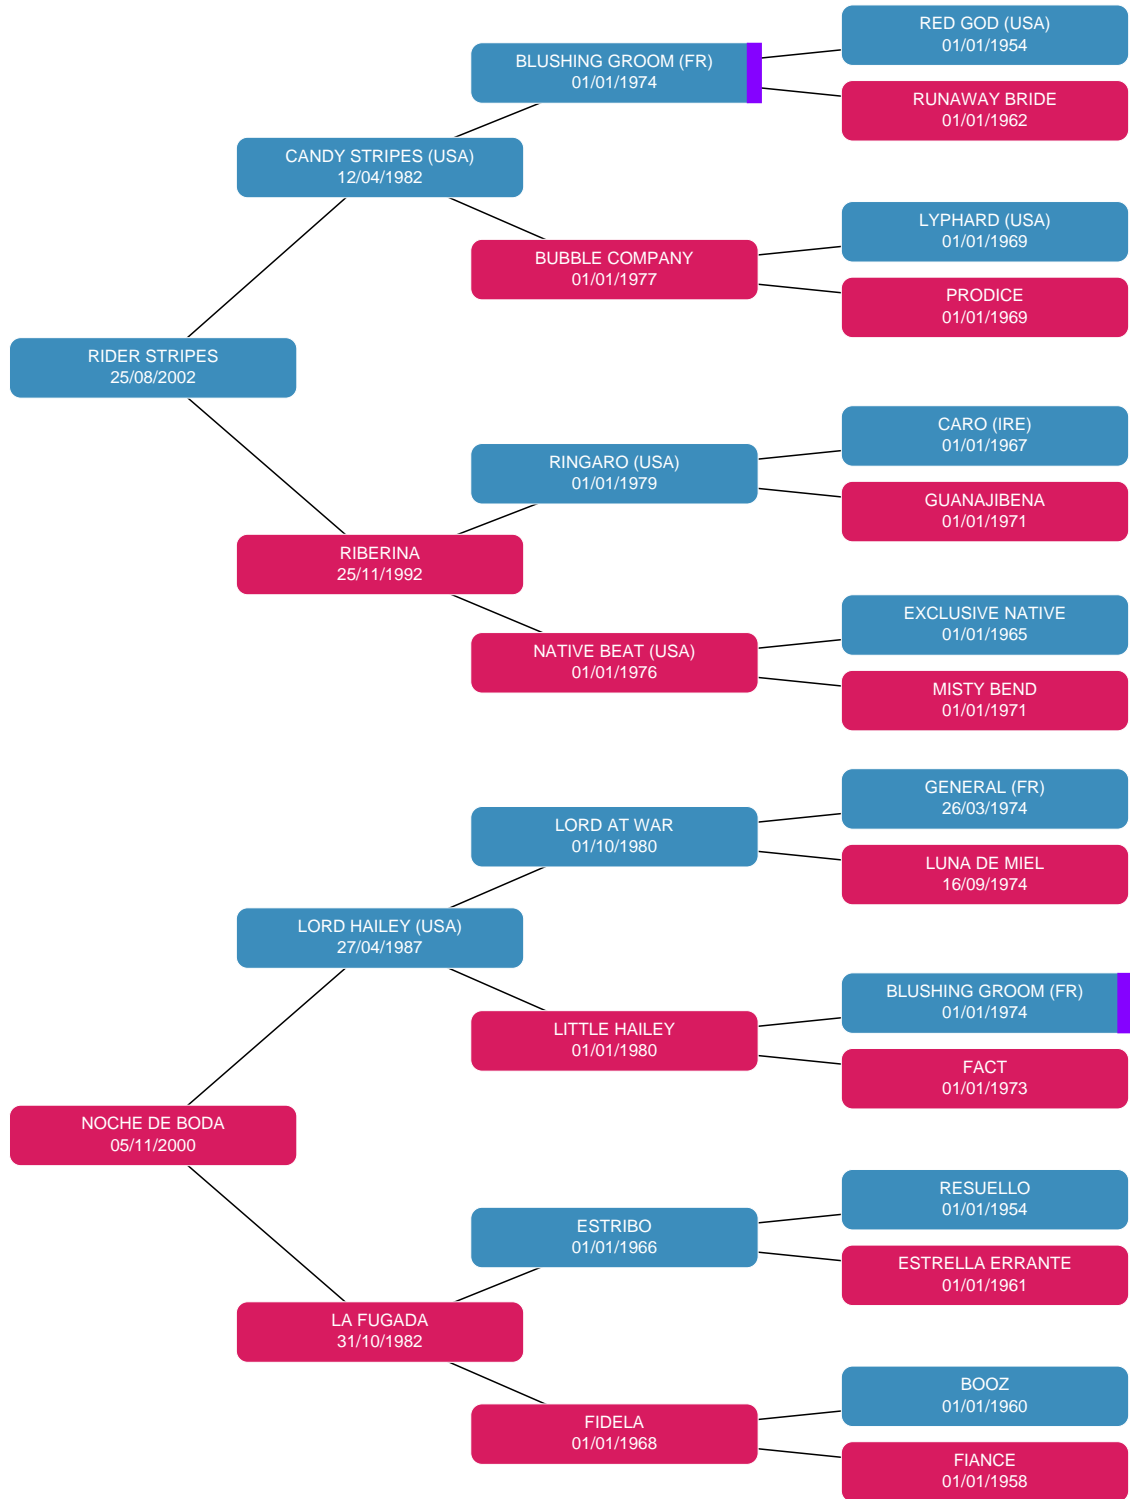 RED GOD (USA)
01/01/1954
BLUSHING GROOM (FR)
01/01/1974
RUNAWAY BRIDE
01/01/1962
CANDY STRIPES (USA)
12/04/1982
LYPHARD (USA)
01/01/1969
BUBBLE COMPANY
01/01/1977
PRODICE
01/01/1969
RIDER STRIPES
25/08/2002
CARO (IRE)
01/01/1967
RINGARO (USA)
01/01/1979
GUANAJIBENA
01/01/1971
RIBERINA
25/11/1992
EXCLUSIVE NATIVE
01/01/1965
NATIVE BEAT (USA)
01/01/1976
MISTY BEND
01/01/1971
GENERAL (FR)
26/03/1974
LORD AT WAR
01/10/1980
LUNA DE MIEL
16/09/1974
LORD HAILEY (USA)
27/04/1987
BLUSHING GROOM (FR)
01/01/1974
LITTLE HAILEY
01/01/1980
FACT
01/01/1973
NOCHE DE BODA
05/11/2000
RESUELLO
01/01/1954
ESTRIBO
01/01/1966
ESTRELLA ERRANTE
01/01/1961
LA FUGADA
31/10/1982
BOOZ
01/01/1960
FIDELA
01/01/1968
FIANCE
01/01/1958